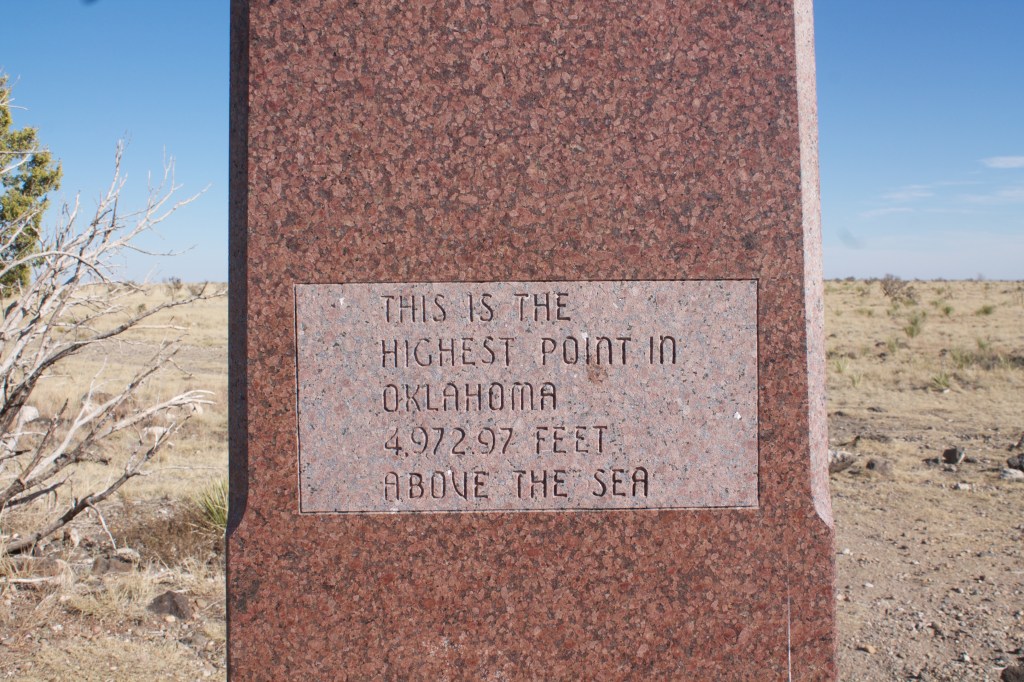 THIS IS THE
HIGHEST POINT IN
OKLAHOMA
4,972.97 FEET
ABOVE THE SEA